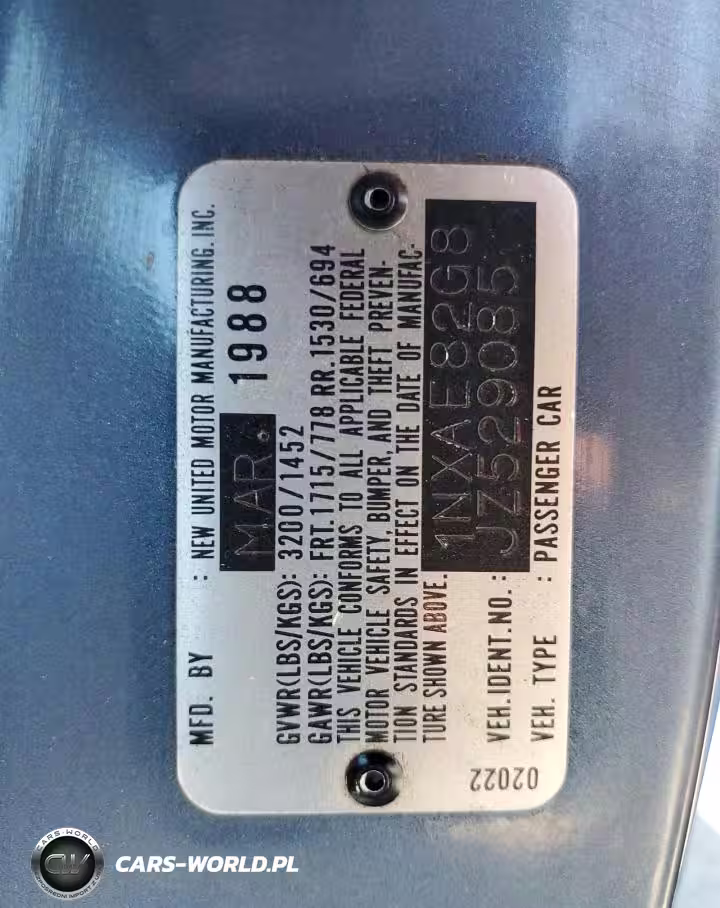 MFD. BY : NEW UNITED MOTOR MANUFACTURING. INC.
MAR. 1988
GVWR(LBS/KGS): 3200/1452
GAWR(LBS/KGS): FRT.1715/778 RR.1530/694
THIS VEHICLE CONFORMS TO ALL APPLICABLE FEDERAL
MOTOR VEHICLE SAFETY, BUMPER, AND THEFT PREVEN-
TION STANDARDS IN EFFECT ON THE DATE OF MANUFAC-
TURE SHOWN ABOVE.
1NXAE82G8
VEH. IDENT. NO. : JZ529085
VEH. TYPE : PASSENGER CAR
02022
CARS-WORLD
CW
CARS-WORLD.PL